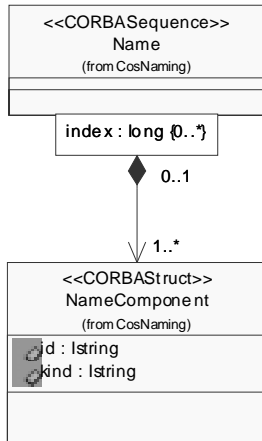 <<CORBASequence>>
Name
(from CosNaming)
index : long {0..*}
0..1
1..*
<<CORBAStruct>>
NameComponent
(from CosNaming)
id : Istring
kind : Istring